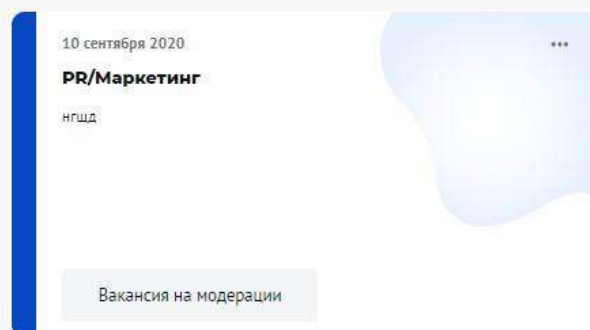 10 сентября 2020
PR/Маркетинг
нгщд
Вакансия на модерации